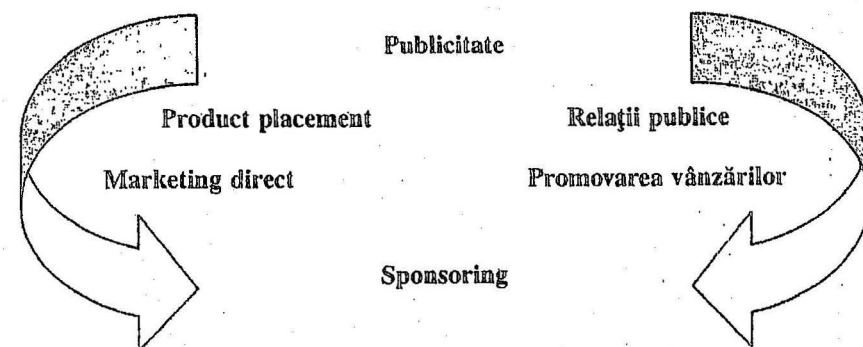 Publicitate
Product placement
Relaţii publice
Marketing direct
Promovarea vânzărilor
Sponsoring